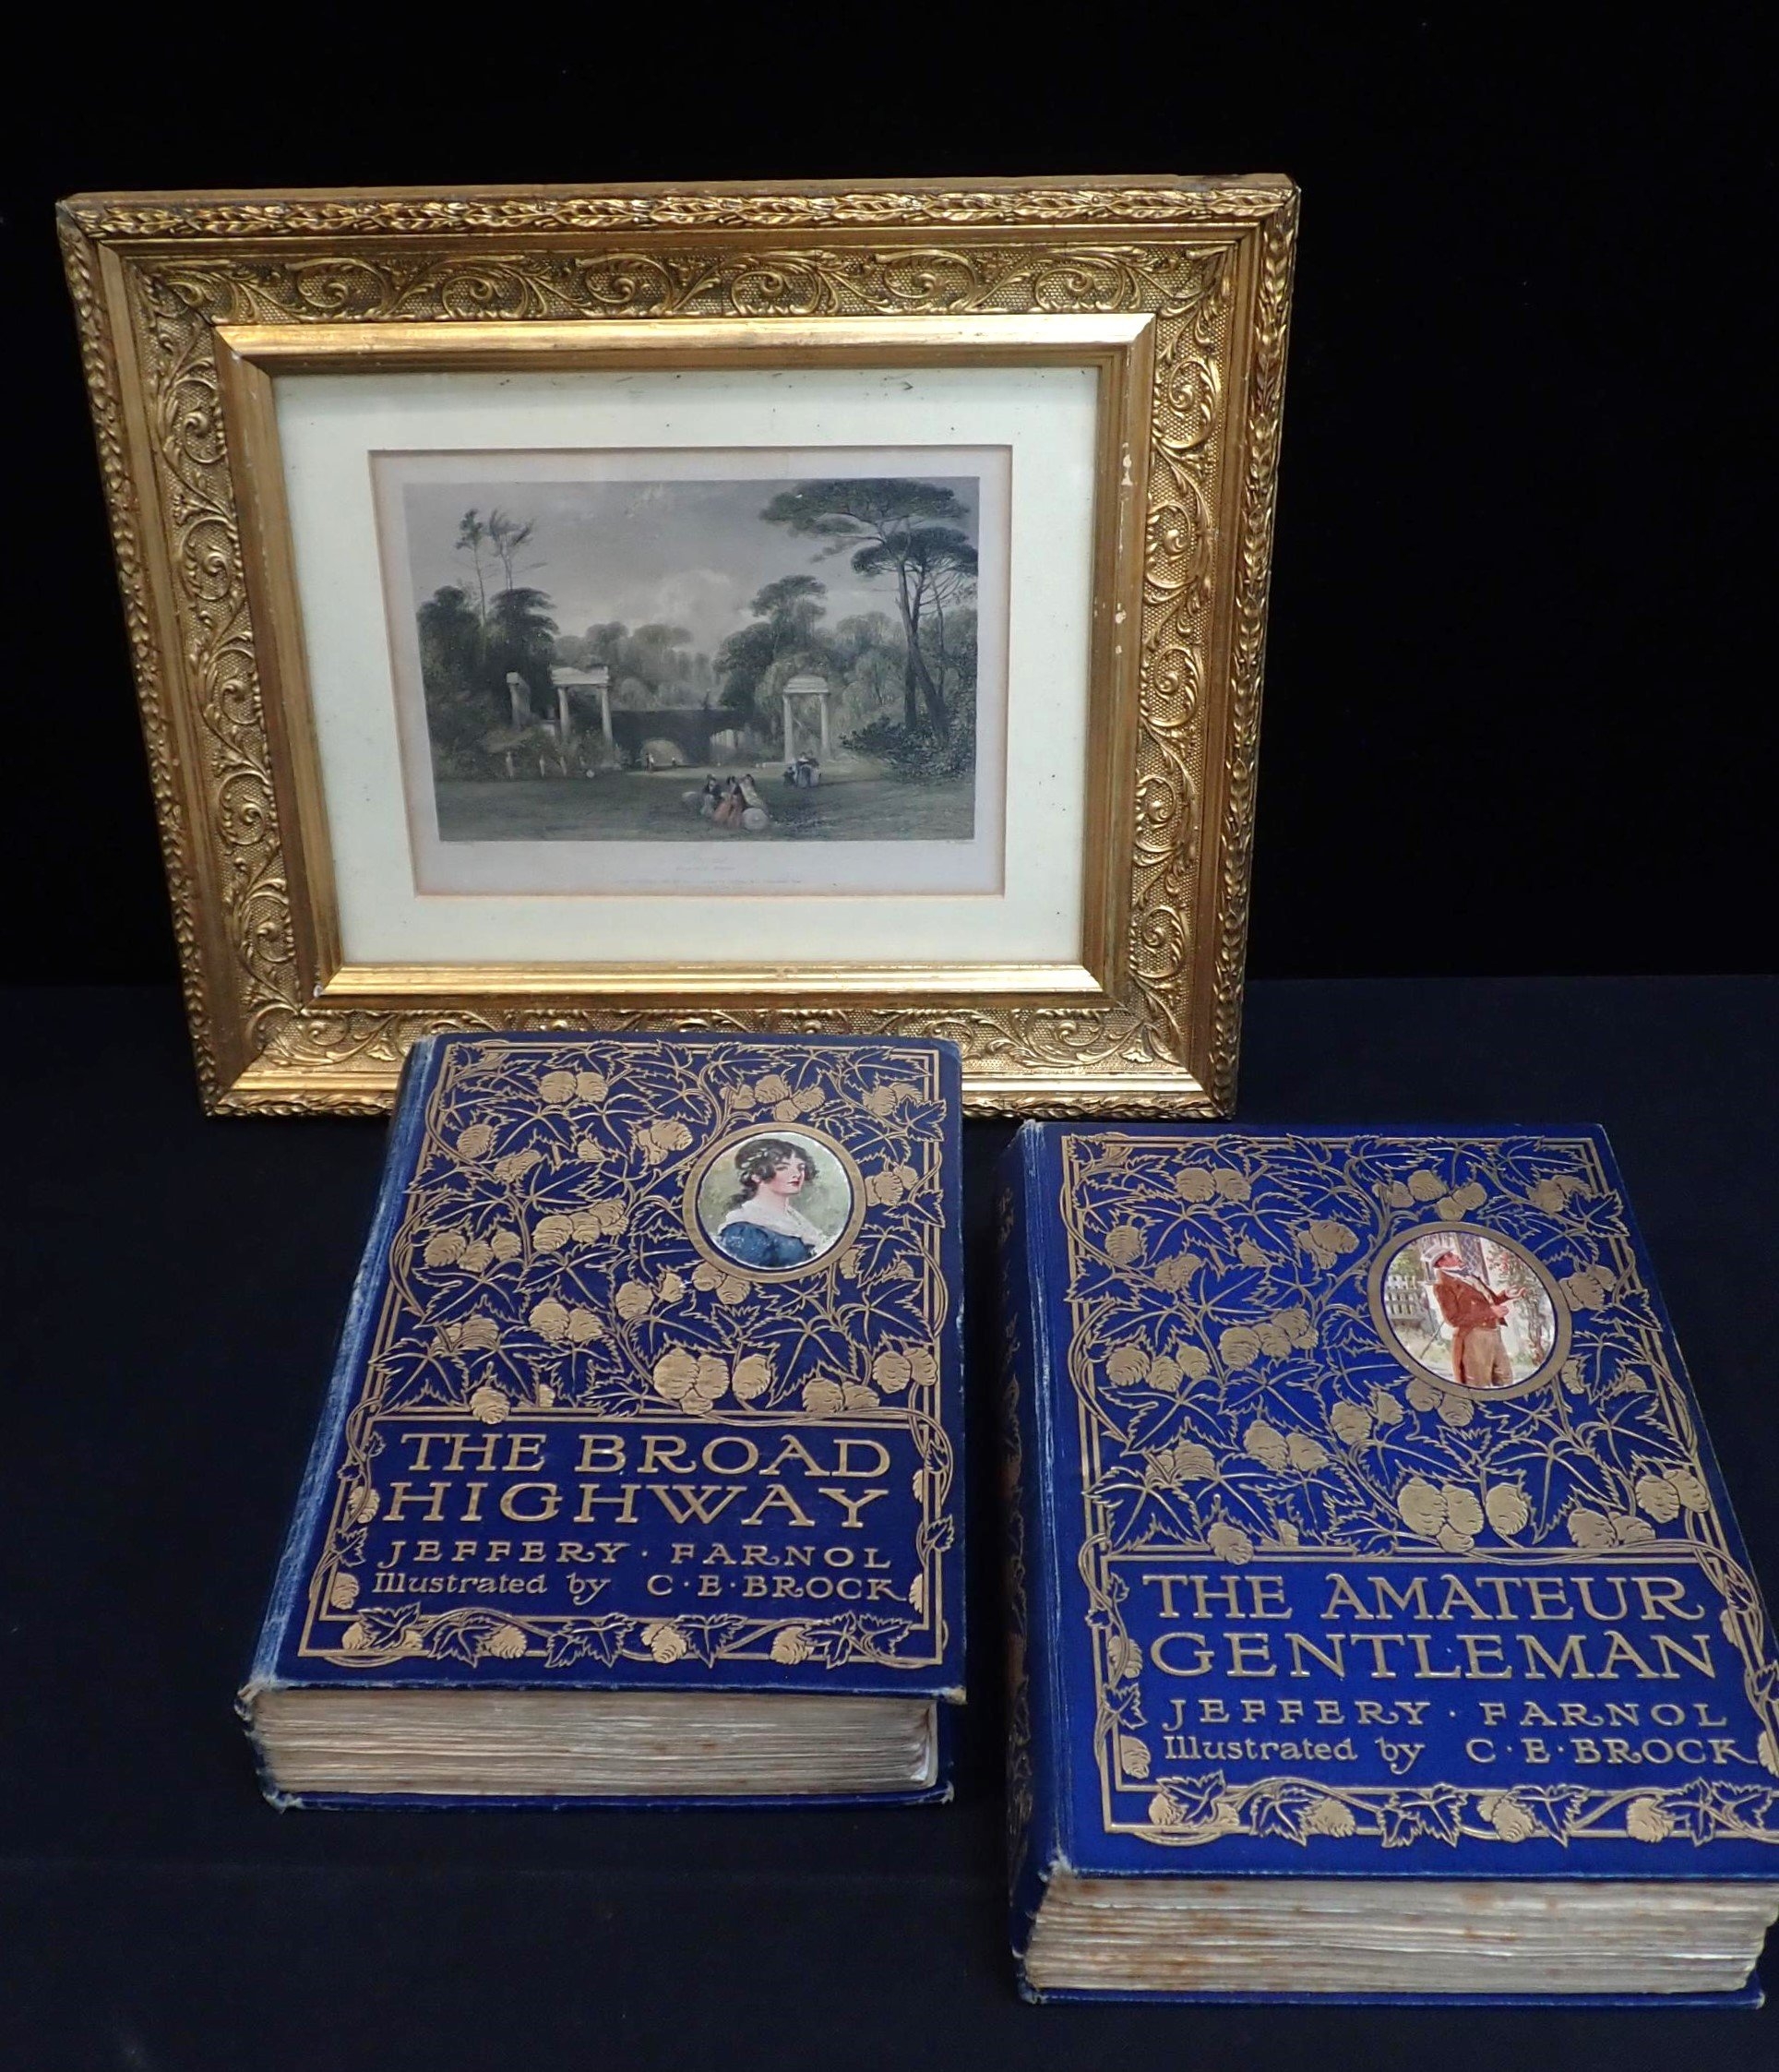 THE BROAD
HIGHWAY
JEFFERY · FARNOL
Illustrated by C · E · BROCK
THE AMATEUR
GENTLEMAN
JEFFERY · FARNOL
Illustrated by C · E · BROCK